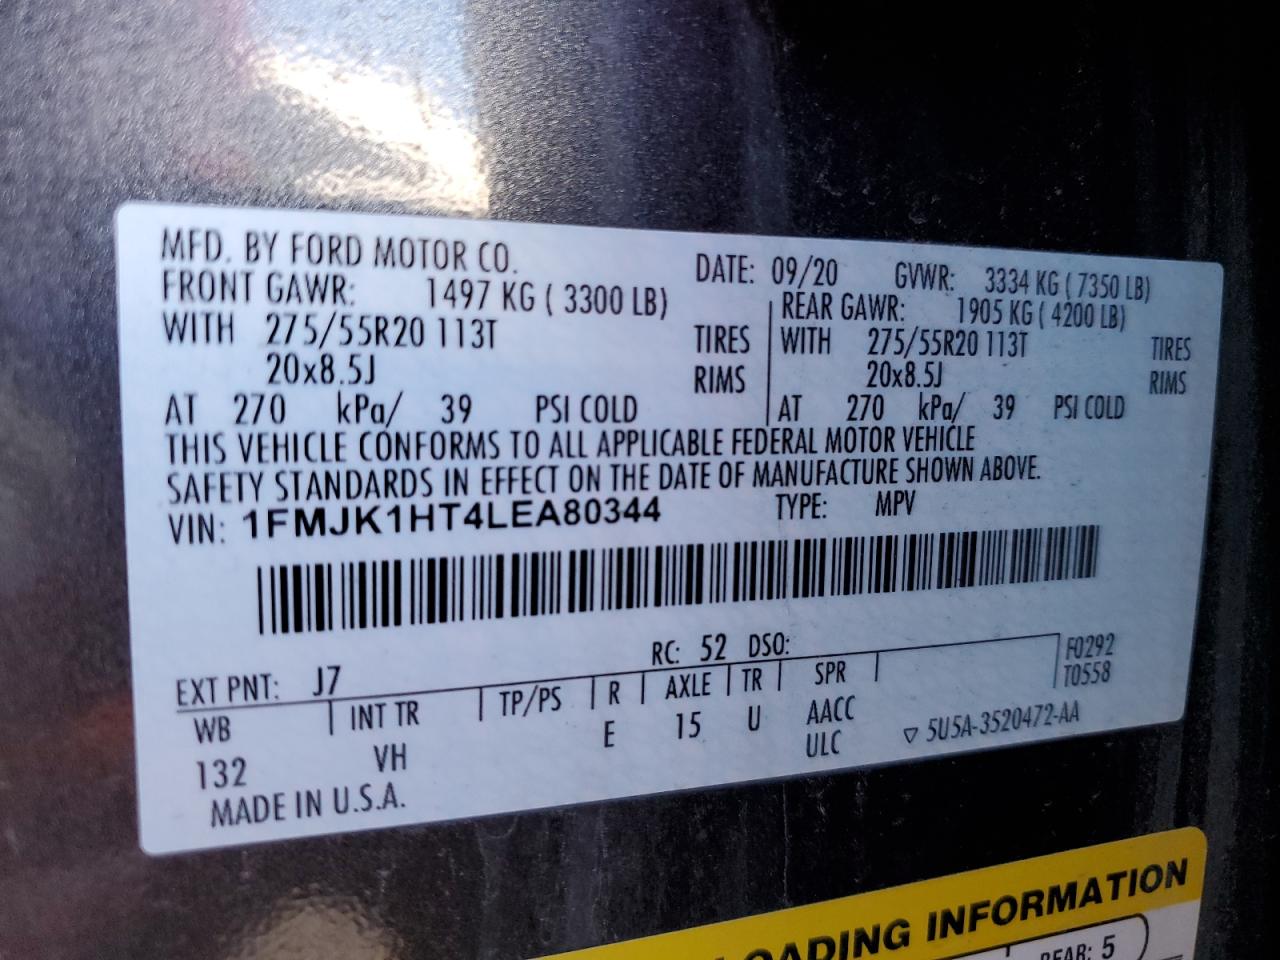 MFD. BY FORD MOTOR CO.
DATE: 09/20 GVWR: 3334 KG ( 7350 LB)
FRONT GAWR: 1497 KG ( 3300 LB)
REAR GAWR: 1905 KG ( 4200 LB)
WITH 275/55R20 113T TIRES
WITH 275/55R20 113T TIRES
20x8.5J RIMS
20x8.5J RIMS
AT 270 kPa/ 39 PSI COLD
AT 270 kPa/ 39 PSI COLD
THIS VEHICLE CONFORMS TO ALL APPLICABLE FEDERAL MOTOR VEHICLE
SAFETY STANDARDS IN EFFECT ON THE DATE OF MANUFACTURE SHOWN ABOVE.
VIN: 1FMJK1HT4LEA80344 TYPE: MPV
EXT PNT: J7 RC: 52 DSO:
WB INT TR TP/PS R AXLE TR SPR
F0292
T0558
132 VH E 15 U AACC
ULC
▽ 5U5A-3520472-AA
MADE IN U.S.A.
OADING INFORMATION
REAR: 5